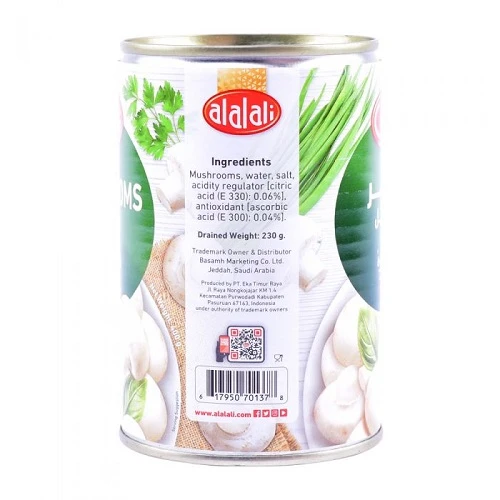 alalali
Ingredients
Mushrooms, water, salt,
acidity regulator [citric
acid (E 330): 0.06%],
antioxidant [ascorbic
acid (E 300): 0.04%].
Drained Weight: 230 g.
Trademark Owner & Distributor
Basamh Marketing Co. Ltd.
Jeddah, Saudi Arabia
Produced by PT. Eka Timur Raya
Jl. Raya Nongkojajar KM 1.4
Kecamatan Purwodadi Kabupaten
Pasuruan 67163, Indonesia
under authority of trademark owners
6 17950 70137 8
www.alalali.com
OMS
Serving Suggestion